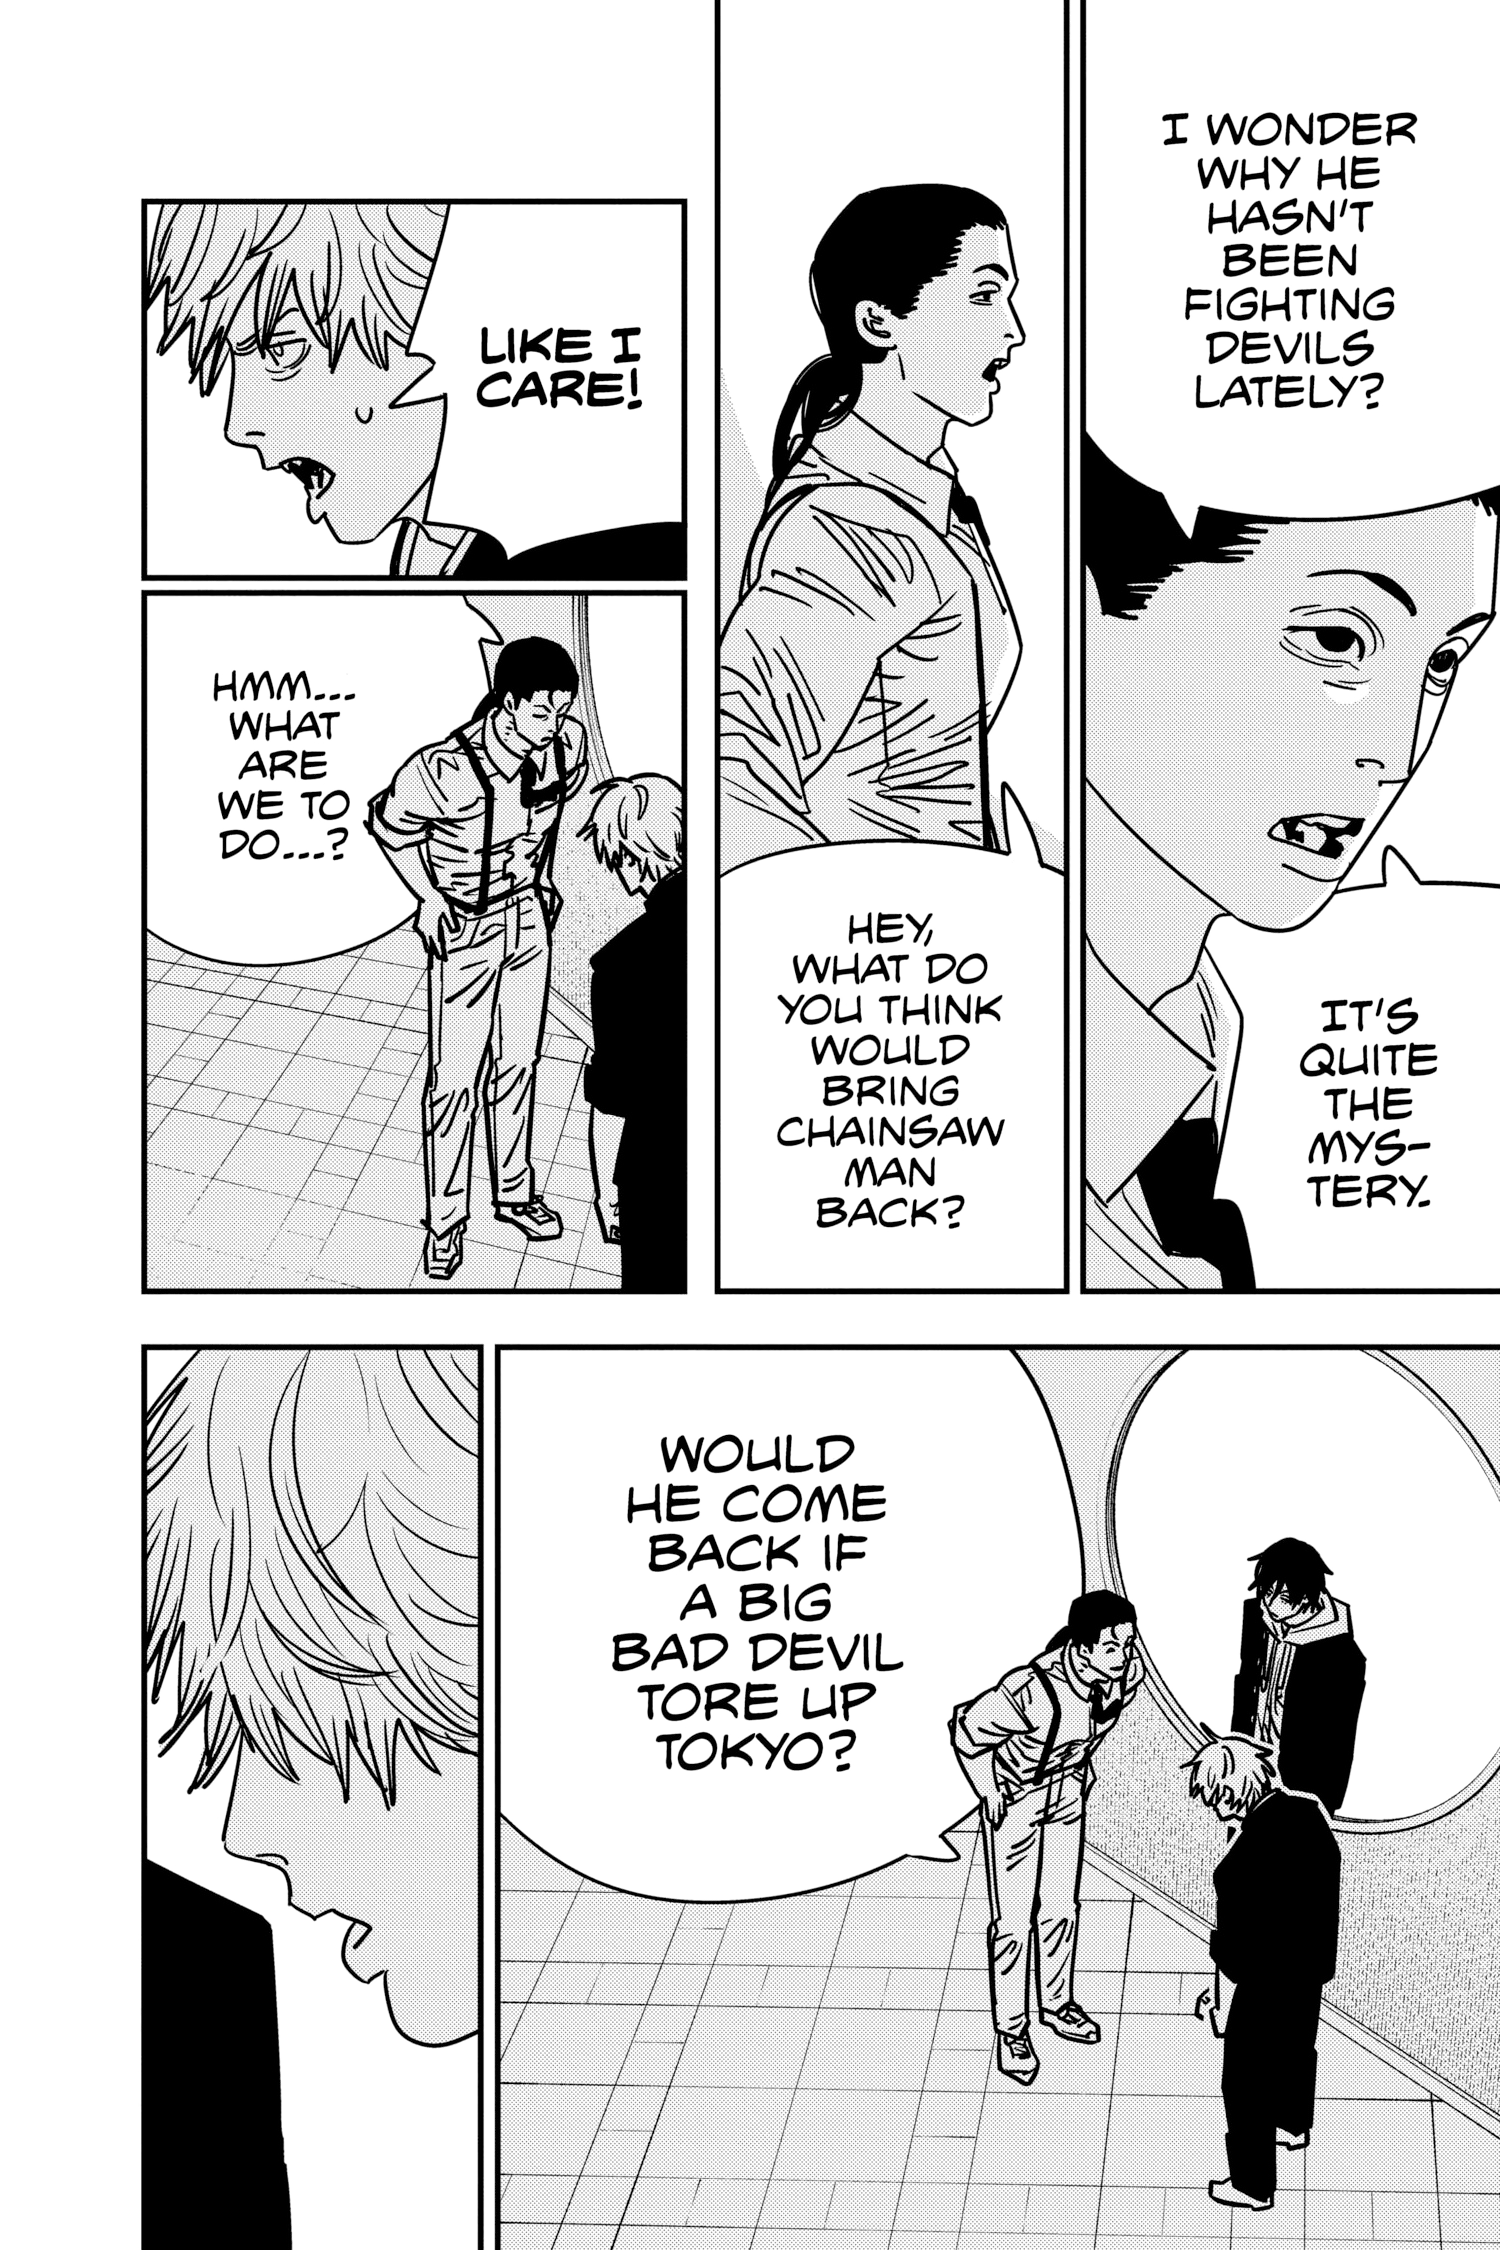 I WONDER
WHY HE
HASN'T
BEEN
FIGHTING
DEVILS
LATELY?
IT'S
QUITE
THE
MYS-
TERY.
HEY,
WHAT DO
YOU THINK
WOULD
BRING
CHAINSAW
MAN
BACK?
LIKE I
CARE!
HMM...
WHAT
ARE
WE TO
DO...?
WOULD
HE COME
BACK IF
A BIG
BAD DEVIL
TORE UP
TOKYO?